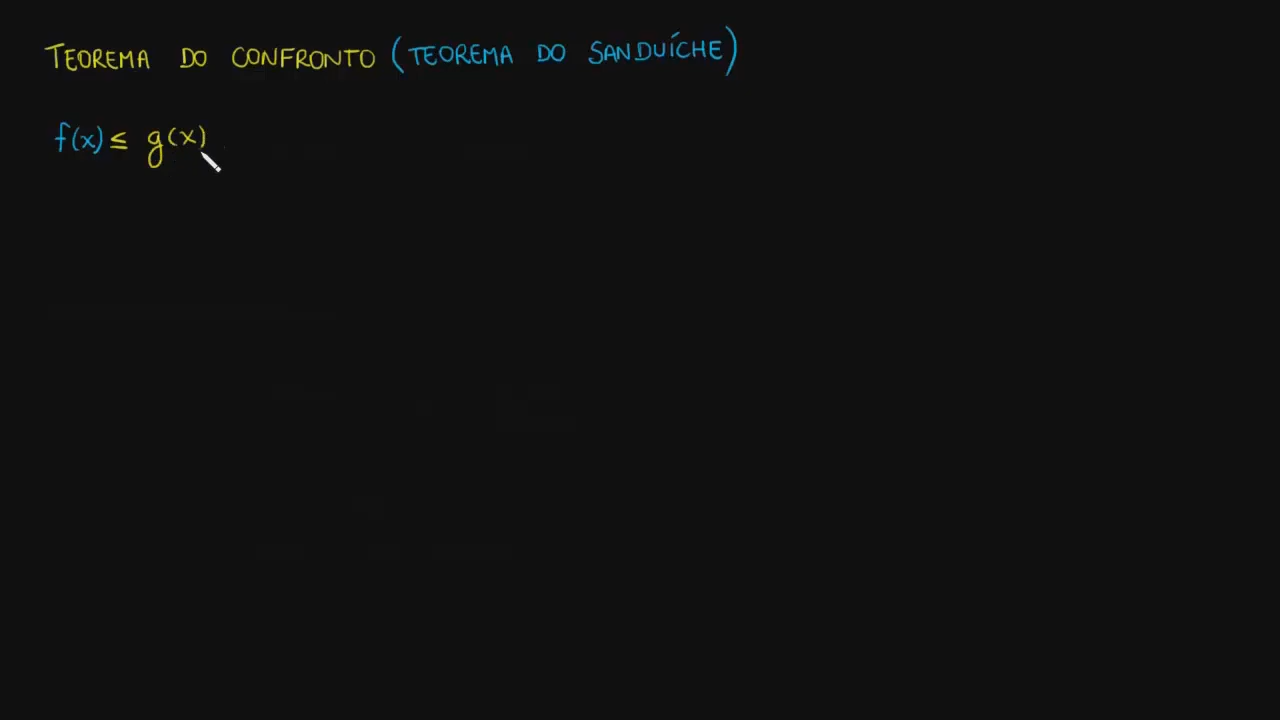 TEOREMA DO CONFRONTO (TEOREMA DO SANDUÍCHE)
f(x) ≤ g(x)